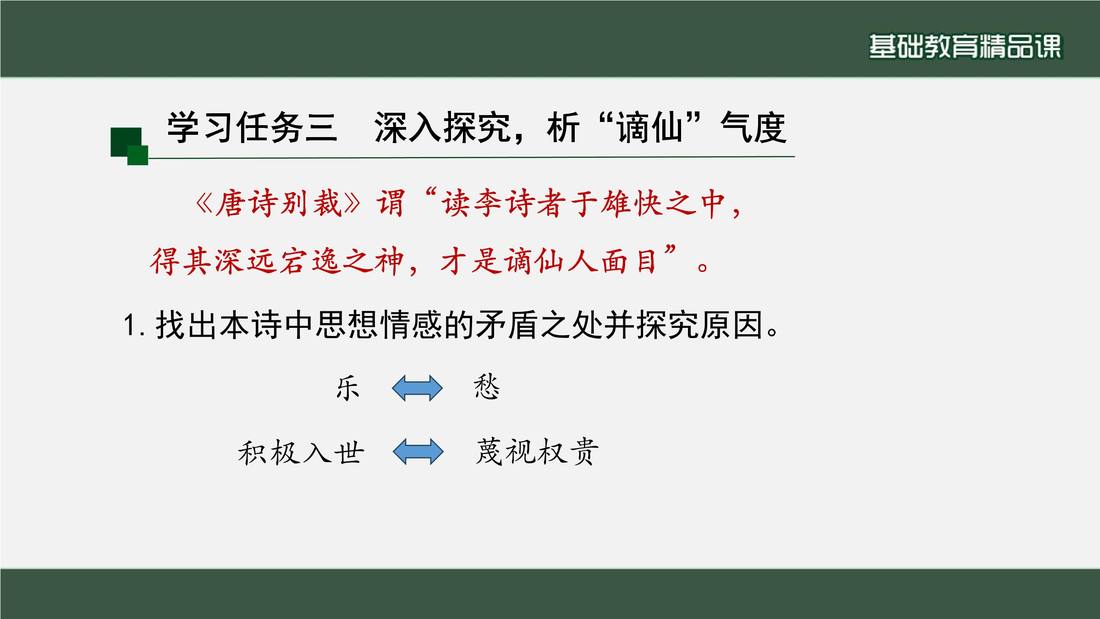 基础教育精品课
学习任务三 深入探究，析“谪仙”气度
《唐诗别裁》谓“读李诗者于雄快之中，
得其深远宕逸之神，才是谪仙人面目”。
1.找出本诗中思想情感的矛盾之处并探究原因。
乐 愁
积极入世 蔑视权贵